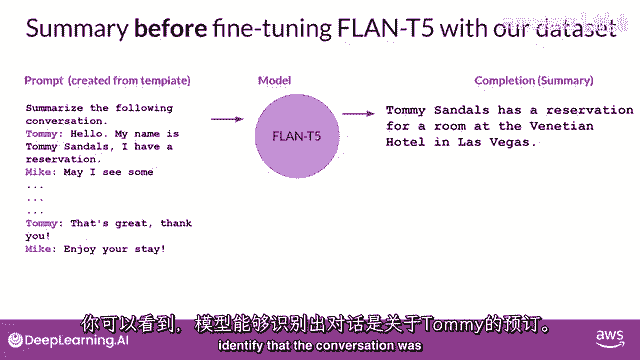 Summary before fine-tuning FLAN-T5 with our dataset
Prompt (created from template)
Model
Completion (Summary)
Summarize the following
conversation.
Tommy: Hello. My name is
Tommy Sandals, I have a
reservation.
Mike: May I see some
...
...
...
Tommy: That's great, thank
you!
Mike: Enjoy your stay!
FLAN-T5
Tommy Sandals has a reservation
for a room at the Venetian
Hotel in Las Vegas.
你可以看到，模型能够识别出对话是关于Tommy的预订。
identify that the conversation was
DeepLearning.AI
aws